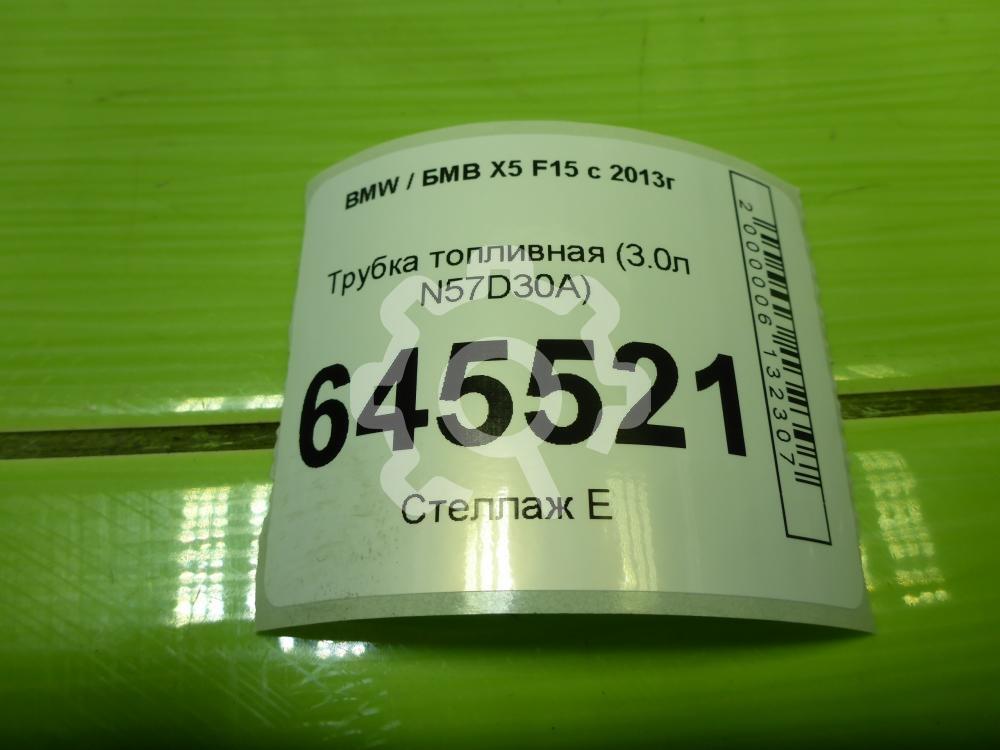 BMW / БМВ X5 F15 с 2013г
Трубка топливная (3.0л
N57D30A)
645521
Стеллаж Е
2000006132307